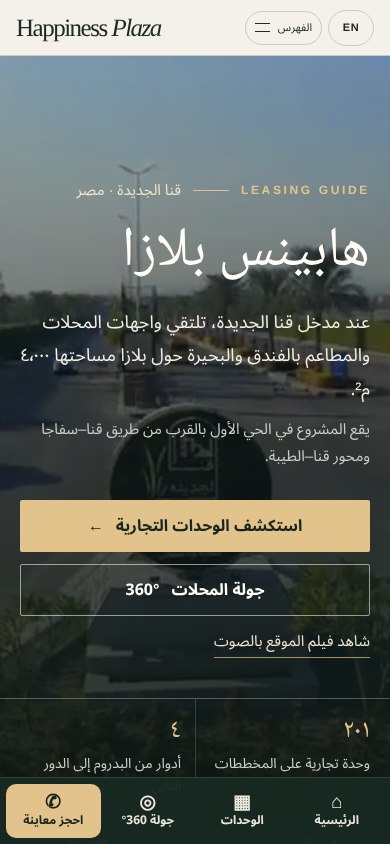 Happiness Plaza
الفهرس
EN
LEASING GUIDE — قنا الجديدة · مصر
هابينس بلازا
عند مدخل قنا الجديدة، تلتقي واجهات المحلات
والمطاعم بالفندق والبحيرة حول بلازا مساحتها ٤،٠٠٠
م².
يقع المشروع في الحي الأول بالقرب من طريق قنا–سفاجا
ومحور قنا–الطيبة.
استكشف الوحدات التجارية ←
جولة المحلات 360°
شاهد فيلم الموقع بالصوت
٢٠١
وحدة تجارية على المخططات
٤
أدوار من البدروم إلى الدور
الرئيسية
الوحدات
جولة 360°
احجز معاينة